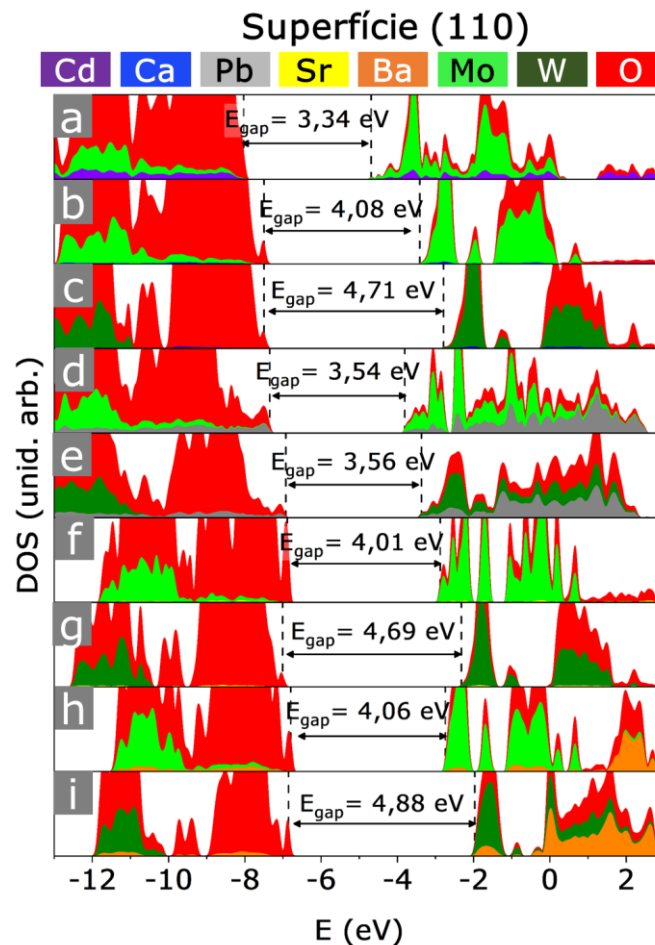 Superfície (110)
Cd Ca Pb Sr Ba Mo W O
a E_gap= 3,34 eV
b E_gap= 4,08 eV
c E_gap= 4,71 eV
d E_gap= 3,54 eV
e E_gap= 3,56 eV
f E_gap= 4,01 eV
g E_gap= 4,69 eV
h E_gap= 4,06 eV
i E_gap= 4,88 eV
DOS (unid. arb.)
-12 -10 -8 -6 -4 -2 0 2
E (eV)